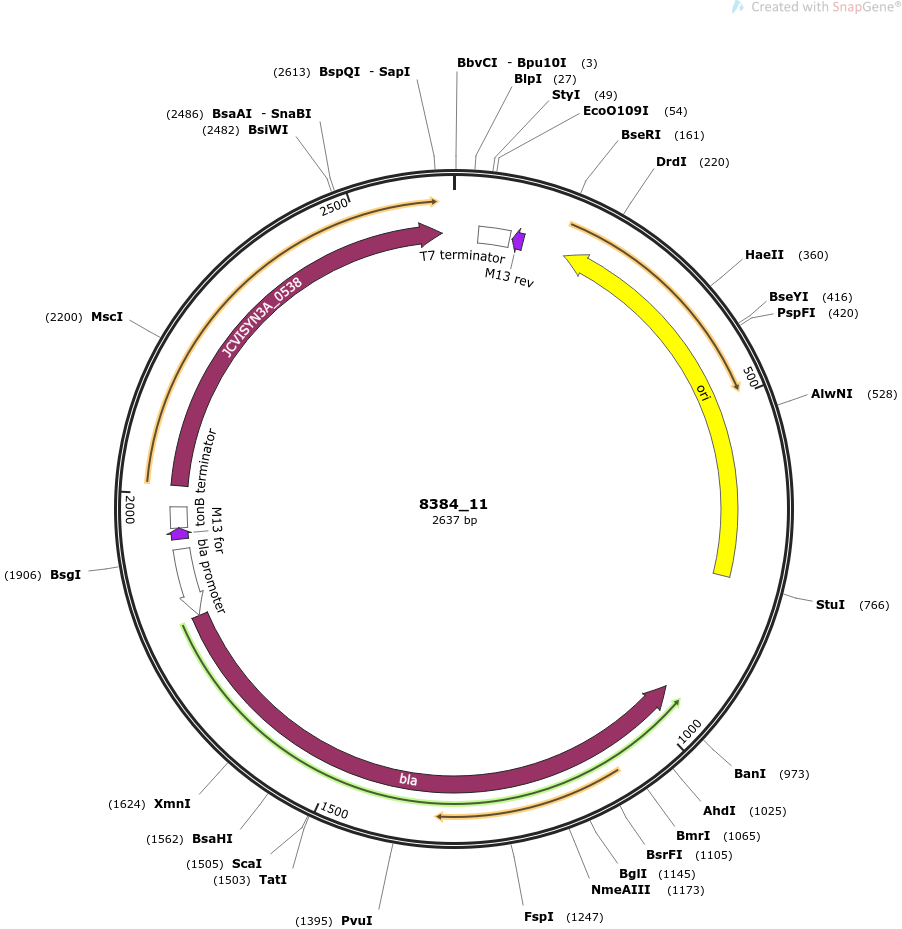 Created with SnapGene®
BbvCI - Bpu10I (3)
BlpI (27)
StyI (49)
EcoO109I (54)
BseRI (161)
DrdI (220)
HaeII (360)
BseYI (416)
PspFI (420)
AlwNI (528)
StuI (766)
BanI (973)
AhdI (1025)
BmrI (1065)
BsrFI (1105)
BglI (1145)
NmeAIII (1173)
FspI (1247)
(1395) PvuI
(1503) TatI
(1505) ScaI
(1562) BsaHI
(1624) XmnI
(1906) BsgI
(2200) MscI
(2482) BsiWI
(2486) BsaAI - SnaBI
(2613) BspQI - SapI
500
1000
1500
2000
2500
T7 terminator
M13 rev
ori
bla
bla promoter
M13 for
tonB terminator
JCVISYN3A_0538
8384_11
2637 bp